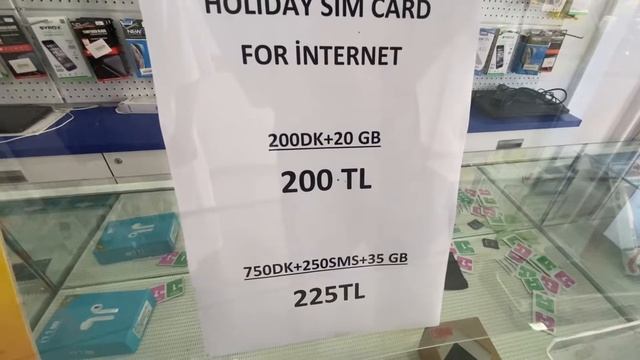 HOLIDAY SIM CARD
FOR İNTERNET
200DK+20 GB
200 TL
750DK+250SMS+35 GB
225TL